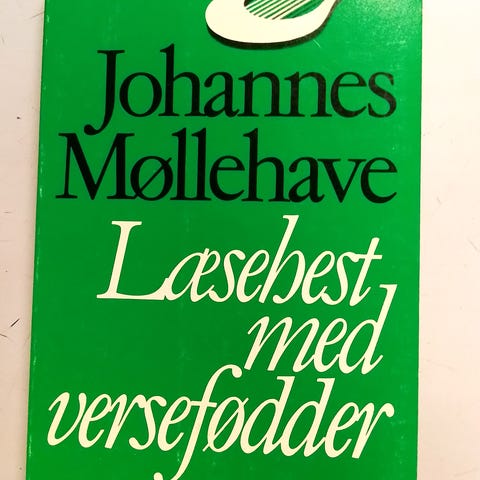 Johannes
Møllehave
Læsehest
med
versefødder